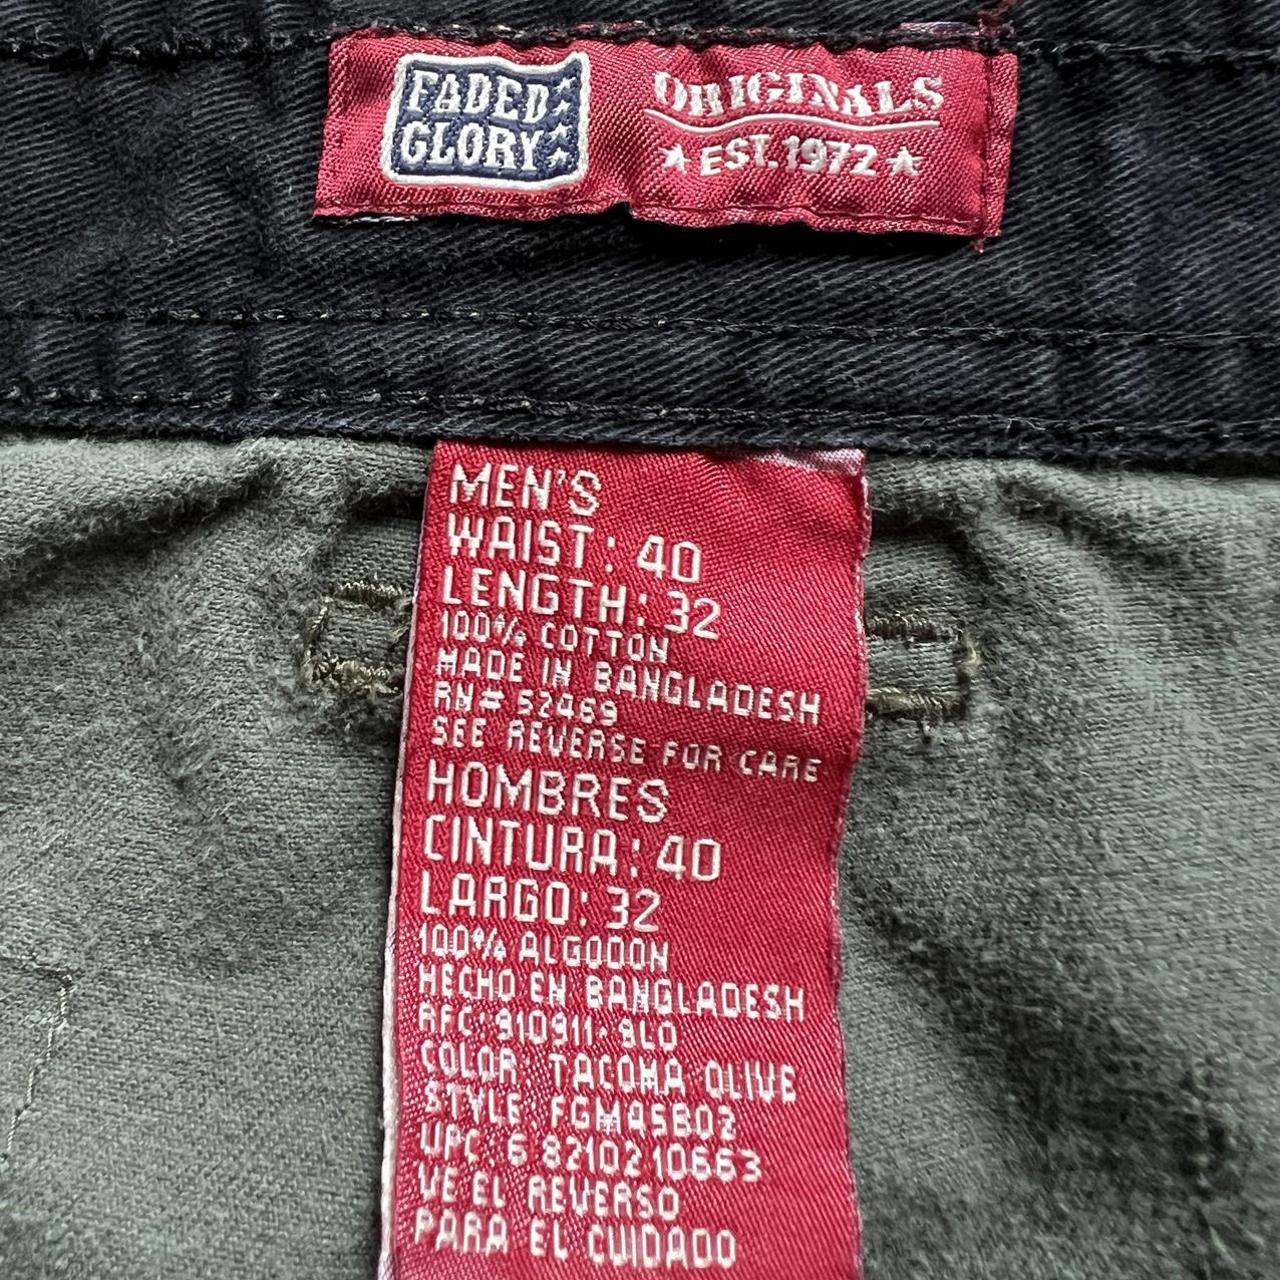 FADED
GLORY
ORIGINALS
EST. 1972
MEN'S
WAIST: 40
LENGTH: 32
100% COTTON
MADE IN BANGLADESH
RN# 52469
SEE REVERSE FOR CARE
HOMBRES
CINTURA: 40
LARGO: 32
100% ALGODON
HECHO EN BANGLADESH
RFC: 910911-9L0
COLOR: TACOMA OLIVE
STYLE: FGMA5B02
UPC: 6 82102 10663
VE EL REVERSO
PARA EL CUIDADO